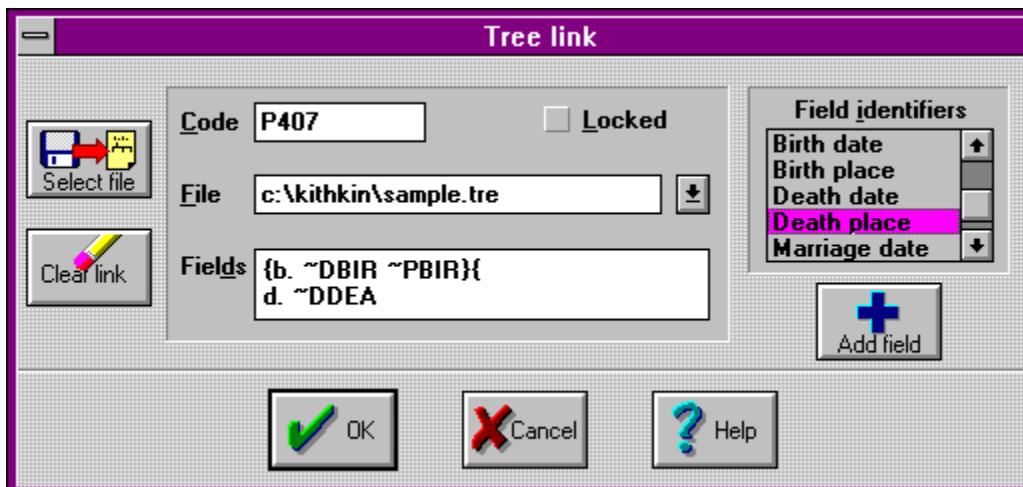 Tree link
Select file
Clear link
Code P407
Locked
File c:\kithkin\sample.tre
Fields {b. ~DBIR ~PBIR}{
d. ~DDEA
Field identifiers
Birth date
Birth place
Death date
Death place
Marriage date
Add field
OK
Cancel
Help